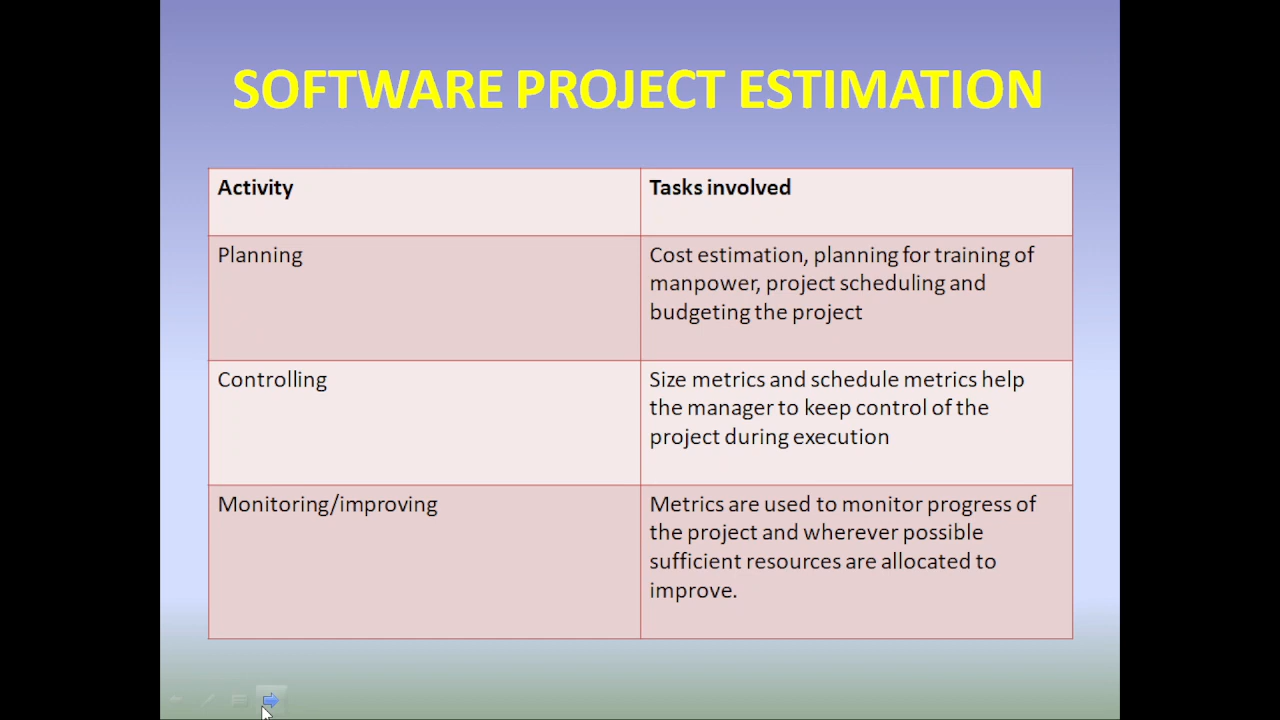 SOFTWARE PROJECT ESTIMATION
Activity
Tasks involved
Planning
Cost estimation, planning for training of
manpower, project scheduling and
budgeting the project
Controlling
Size metrics and schedule metrics help
the manager to keep control of the
project during execution
Monitoring/improving
Metrics are used to monitor progress of
the project and wherever possible
sufficient resources are allocated to
improve.